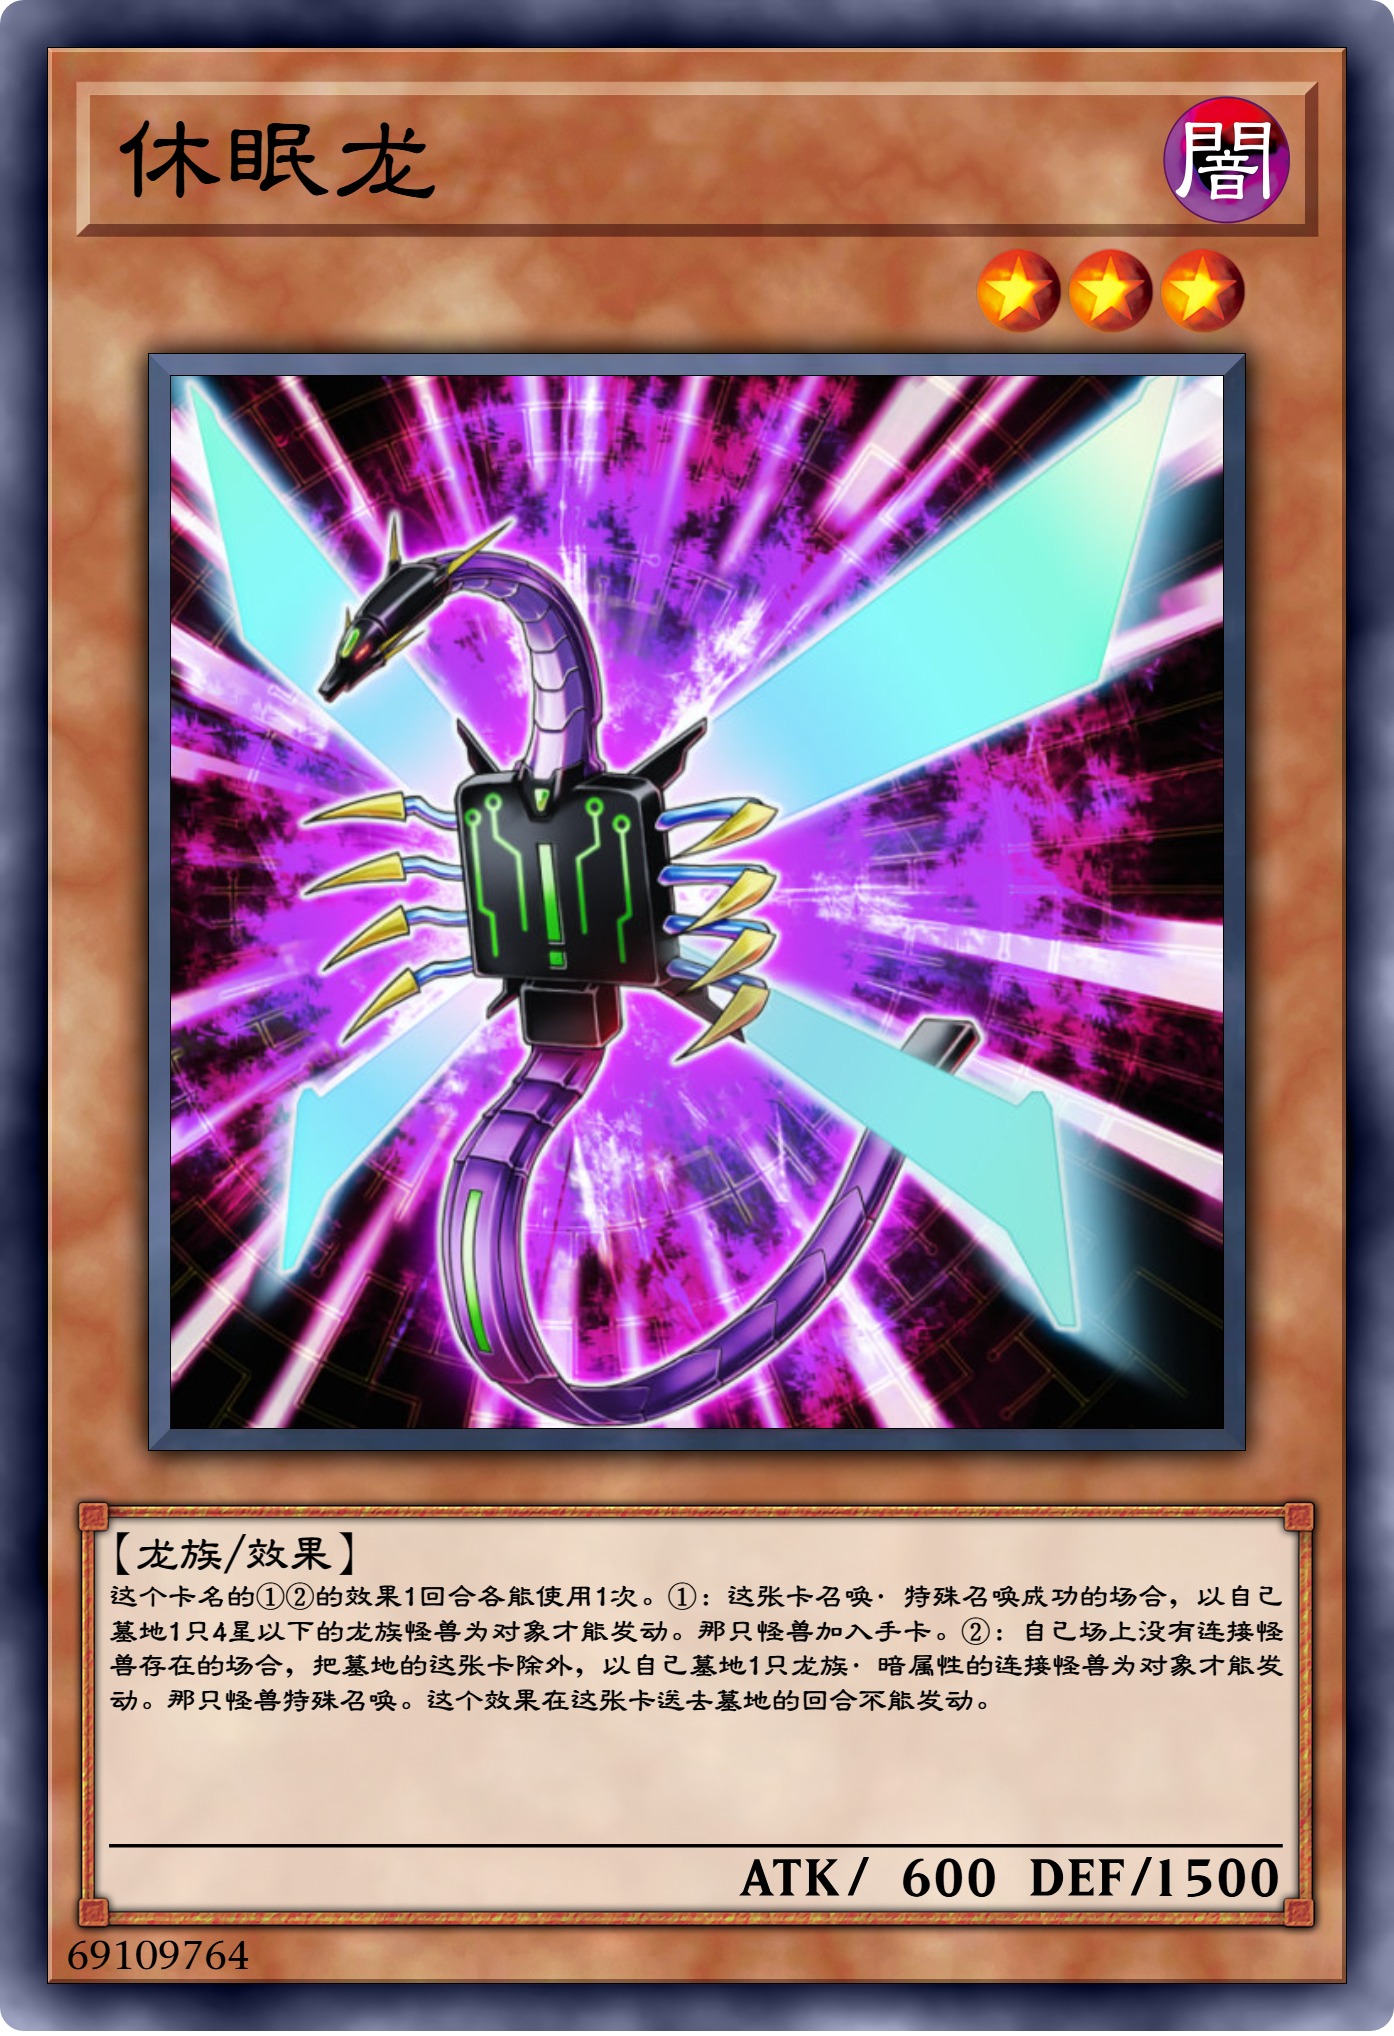 休眠龙
闇
【龙族/效果】
这个卡名的①②的效果1回合各能使用1次。①：这张卡召唤·特殊召唤成功的场合，以自己
墓地1只4星以下的龙族怪兽为对象才能发动。那只怪兽加入手卡。②：自己场上没有连接怪
兽存在的场合，把墓地的这张卡除外，以自己墓地1只龙族·暗属性的连接怪兽为对象才能发
动。那只怪兽特殊召唤。这个效果在这张卡送去墓地的回合不能发动。
ATK/ 600 DEF/1500
69109764